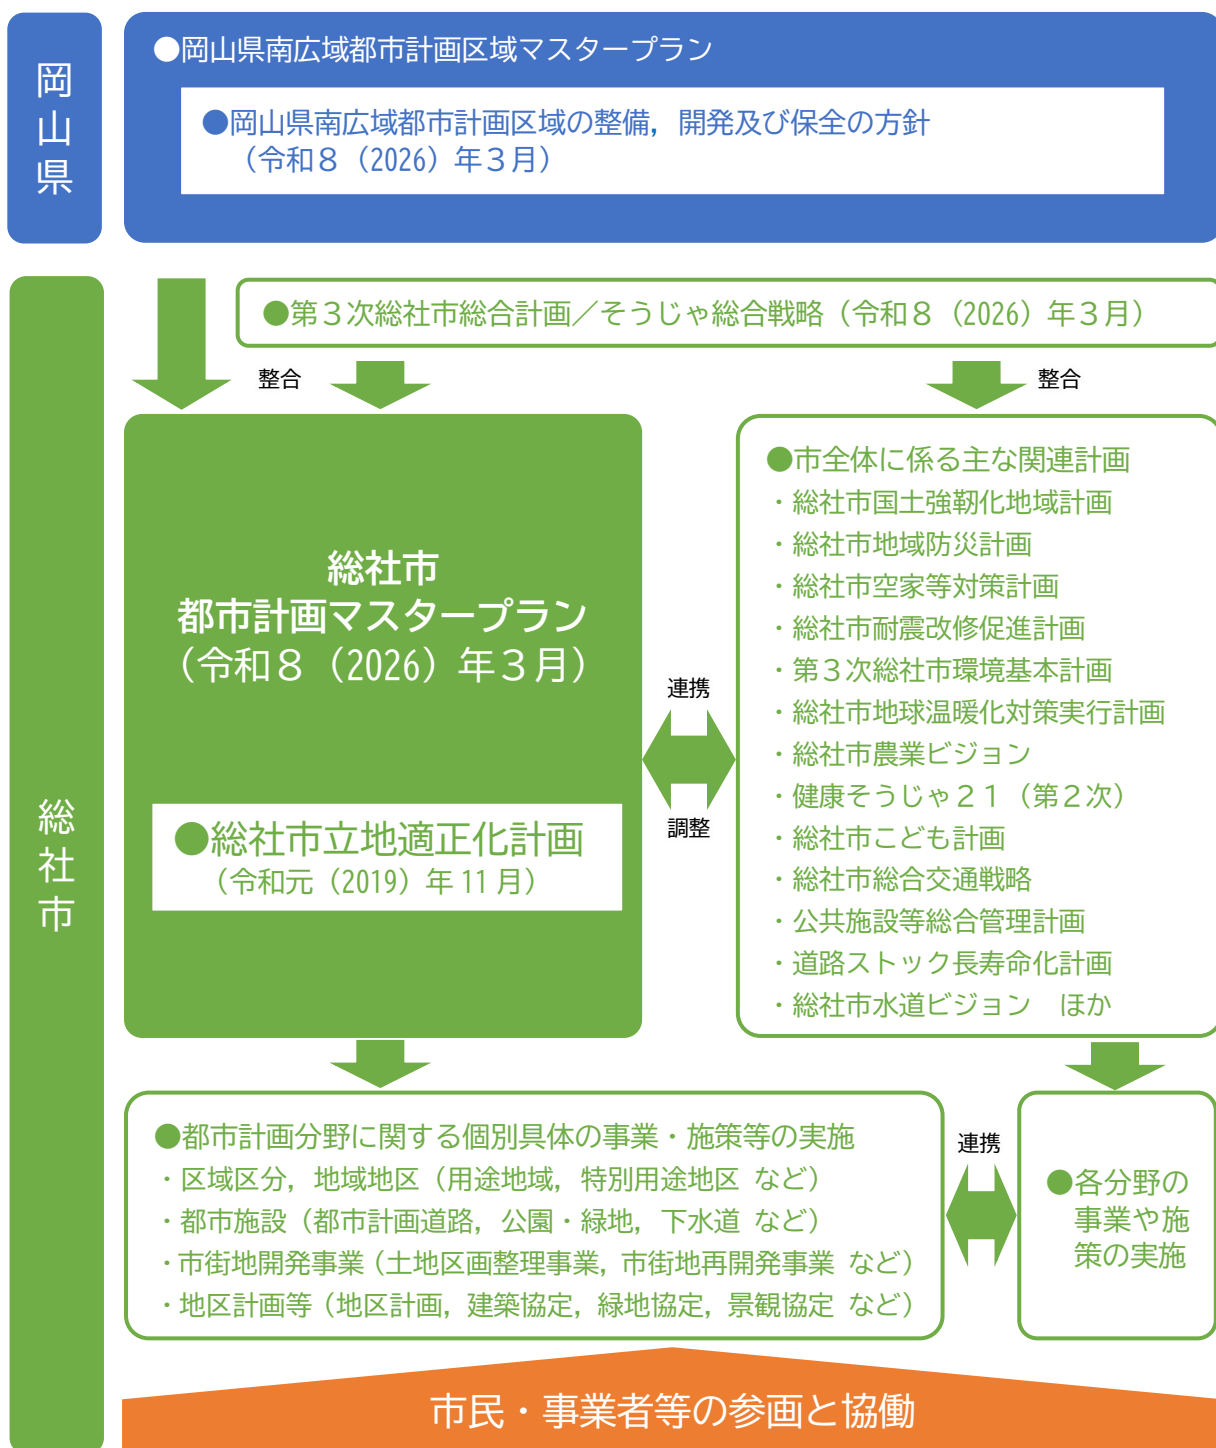 岡山県
●岡山県南広域都市計画区域マスタープラン
●岡山県南広域都市計画区域の整備，開発及び保全の方針
（令和８（2026）年３月）
総社市
●第３次総社市総合計画／そうじゃ総合戦略（令和８（2026）年３月）
整合
整合
総社市
都市計画マスタープラン
（令和８（2026）年３月）
●総社市立地適正化計画
（令和元（2019）年 11 月）
連携
調整
●市全体に係る主な関連計画
・総社市国土強靭化地域計画
・総社市地域防災計画
・総社市空家等対策計画
・総社市耐震改修促進計画
・第３次総社市環境基本計画
・総社市地球温暖化対策実行計画
・総社市農業ビジョン
・健康そうじゃ２１（第２次）
・総社市こども計画
・総社市総合交通戦略
・公共施設等総合管理計画
・道路ストック長寿命化計画
・総社市水道ビジョン　ほか
●都市計画分野に関する個別具体の事業・施策等の実施
・区域区分，地域地区（用途地域，特別用途地区 など）
・都市施設（都市計画道路，公園・緑地，下水道 など）
・市街地開発事業（土地区画整理事業，市街地再開発事業 など）
・地区計画等（地区計画，建築協定，緑地協定，景観協定 など）
連携
●各分野の
事業や施
策の実施
市民・事業者等の参画と協働